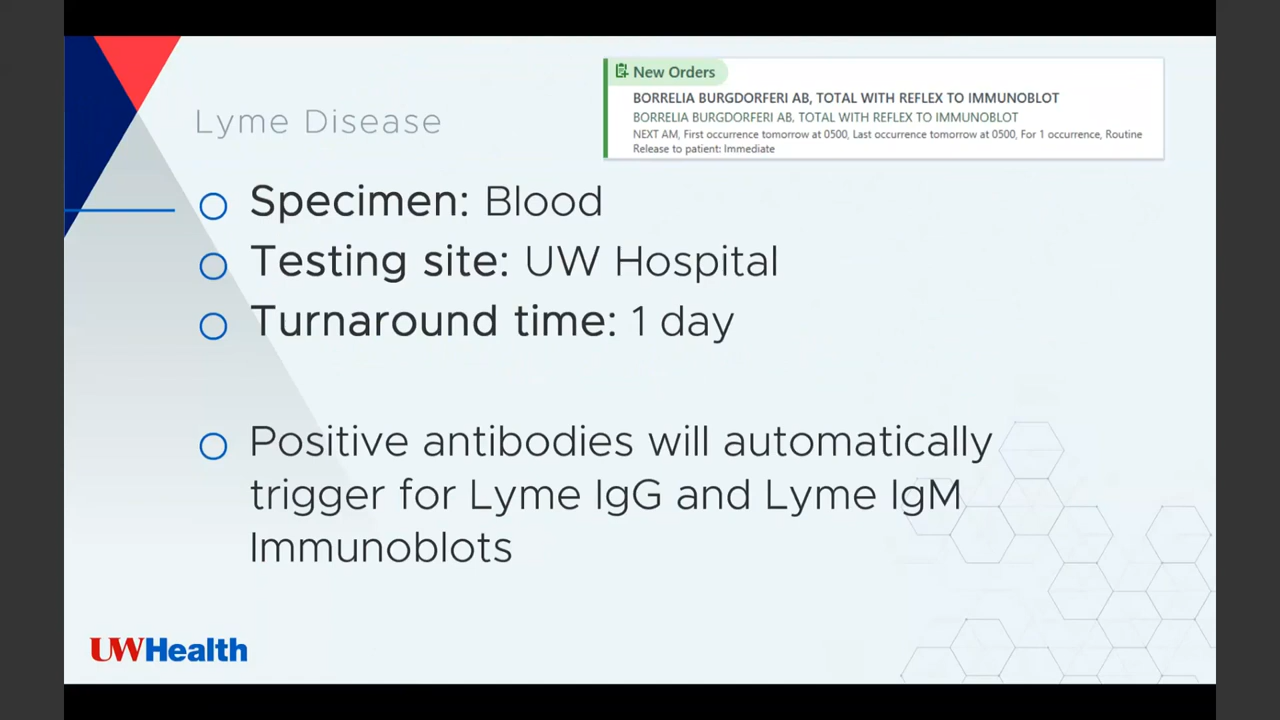 New Orders
BORRELIA BURGDORFERI AB, TOTAL WITH REFLEX TO IMMUNOBLOT
BORRELIA BURGDORFERI AB, TOTAL WITH REFLEX TO IMMUNOBLOT
NEXT AM, First occurrence tomorrow at 0500, Last occurrence tomorrow at 0500, For 1 occurrence, Routine
Release to patient: Immediate
Lyme Disease
Specimen: Blood
Testing site: UW Hospital
Turnaround time: 1 day
Positive antibodies will automatically
trigger for Lyme IgG and Lyme IgM
Immunoblots
UWHealth